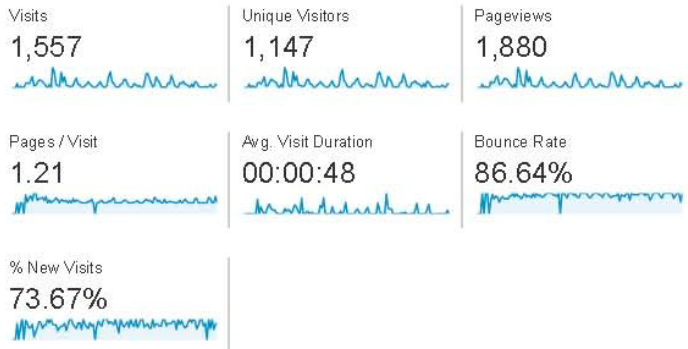 Visits
1,557
Unique Visitors
1,147
Pageviews
1,880
Pages / Visit
1.21
Avg. Visit Duration
00:00:48
Bounce Rate
86.64%
% New Visits
73.67%